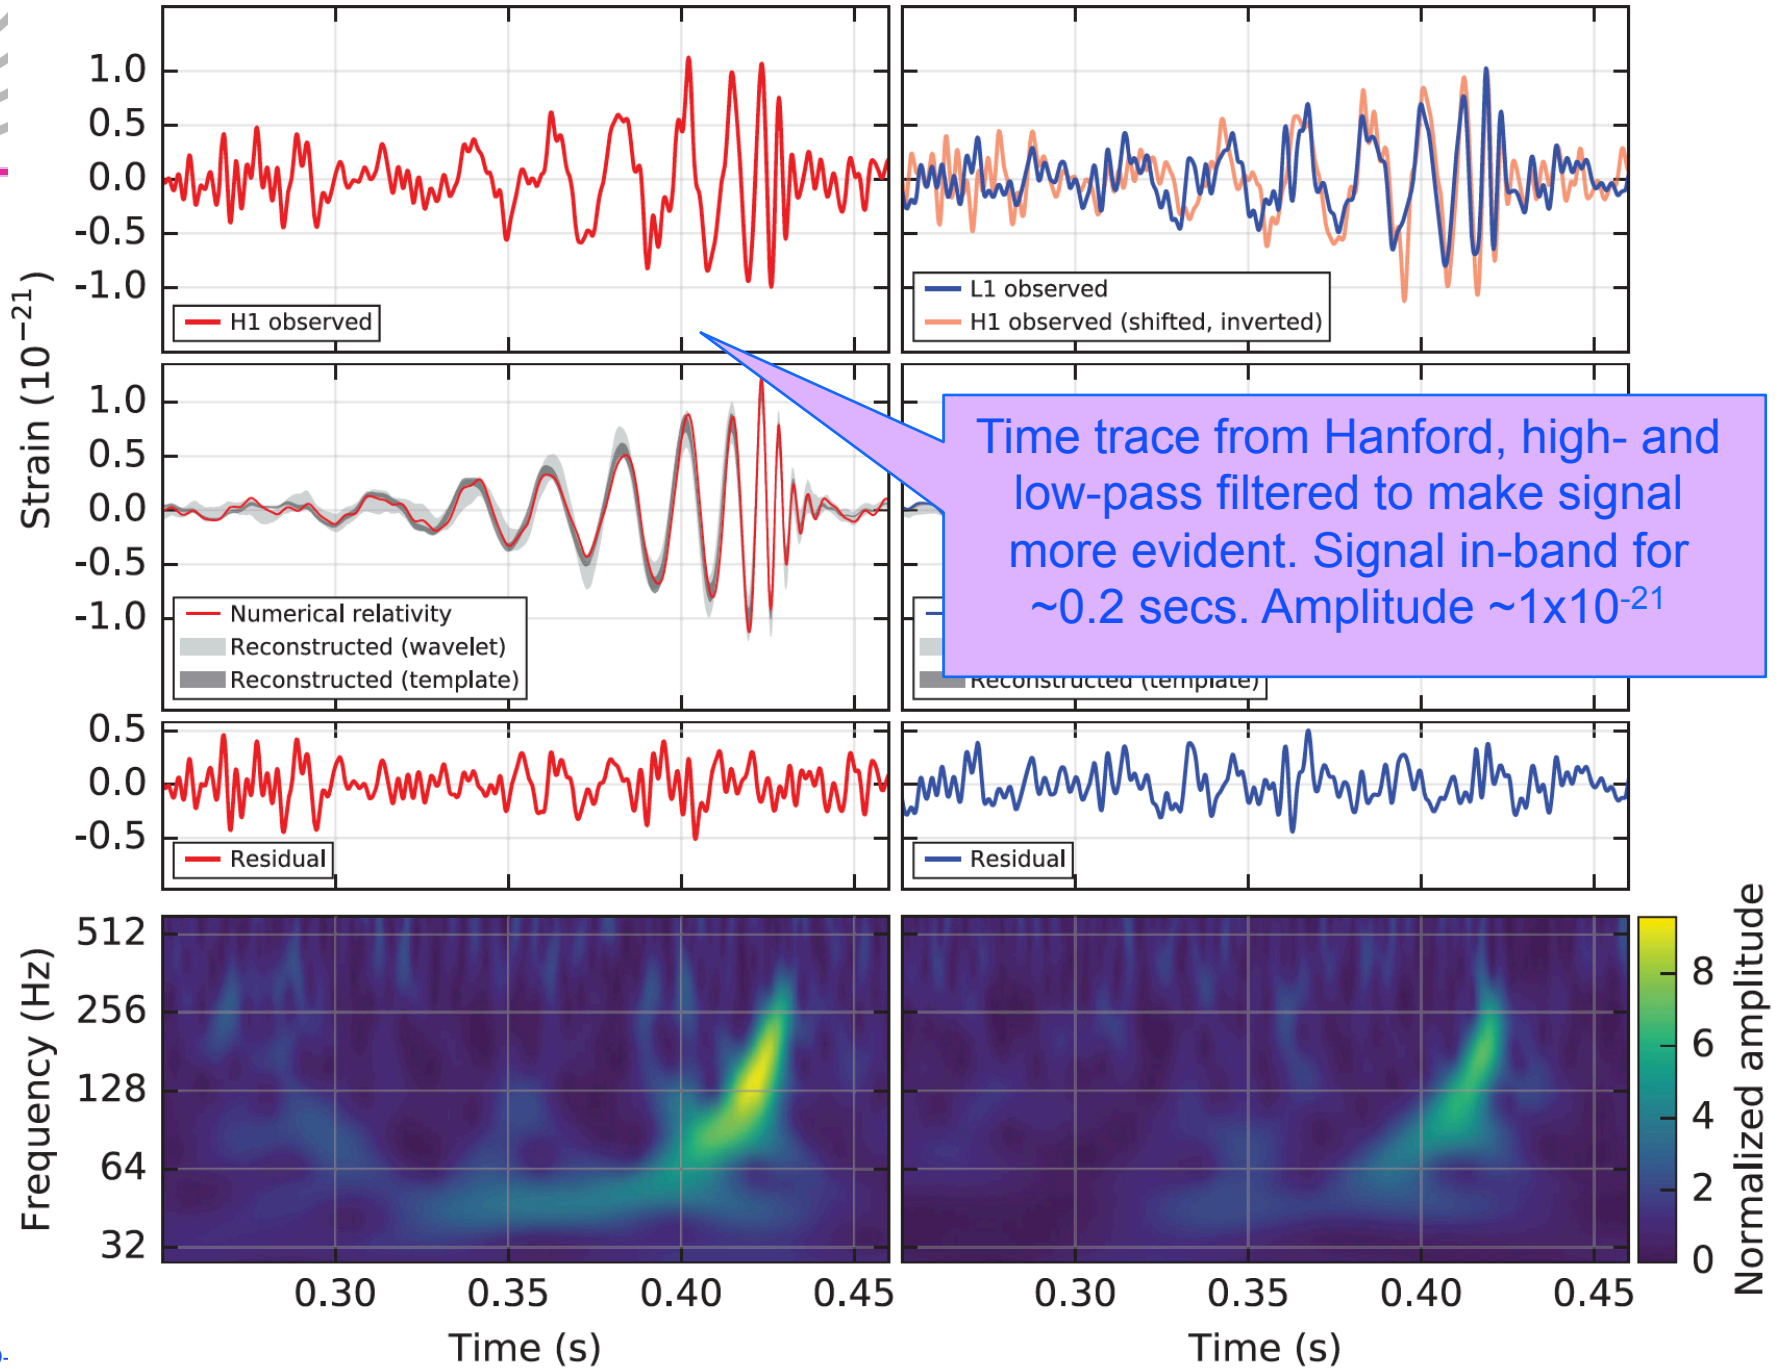 1.0
0.5
0.0
-0.5
-1.0
Strain (10⁻²¹)
H1 observed
L1 observed
H1 observed (shifted, inverted)
1.0
0.5
0.0
-0.5
-1.0
Numerical relativity
Reconstructed (wavelet)
Reconstructed (template)
Time trace from Hanford, high- and
low-pass filtered to make signal
more evident. Signal in-band for
~0.2 secs. Amplitude ~1x10⁻²¹
Reconstructed (template)
0.5
0.0
-0.5
Residual
Residual
512
256
128
64
32
Frequency (Hz)
8
6
4
2
0
Normalized amplitude
0.30 0.35 0.40 0.45
0.30 0.35 0.40 0.45
Time (s)
Time (s)